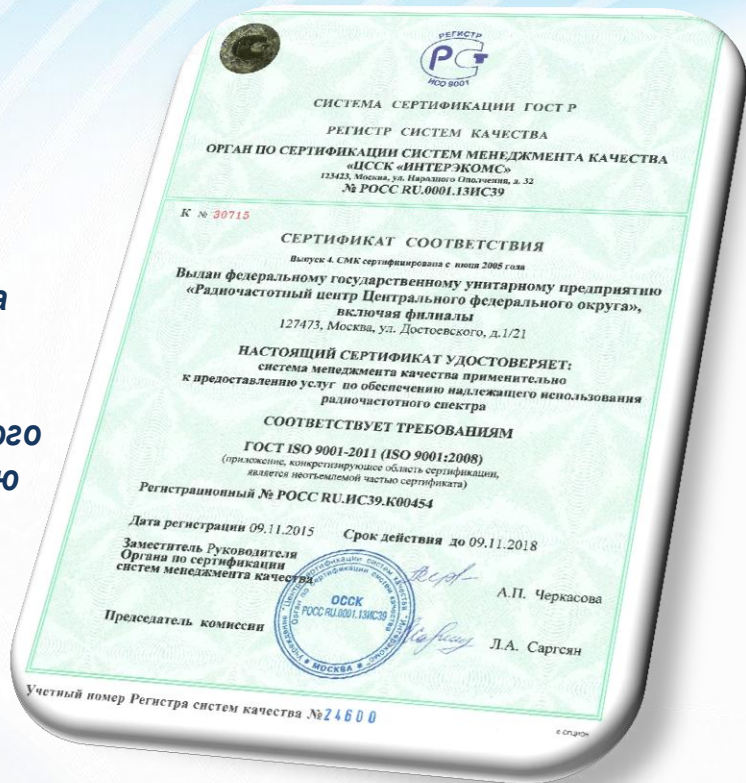 а
ого
ю
РЕГИСТР
РСТ
ИСО 9001
СИСТЕМА СЕРТИФИКАЦИИ ГОСТ Р
РЕГИСТР СИСТЕМ КАЧЕСТВА
ОРГАН ПО СЕРТИФИКАЦИИ СИСТЕМ МЕНЕДЖМЕНТА КАЧЕСТВА
«ЦССК «ИНТЕРЭКОМС»
123423, Москва, ул. Народного Ополчения, д. 32
№ РОСС RU.0001.13ИС39
К № 30715
СЕРТИФИКАТ СООТВЕТСТВИЯ
Выпуск 4. СМК сертифицирована с июня 2005 года
Выдан федеральному государственному унитарному предприятию
«Радиочастотный центр Центрального федерального округа»,
включая филиалы
127473, Москва, ул. Достоевского, д.1/21
НАСТОЯЩИЙ СЕРТИФИКАТ УДОСТОВЕРЯЕТ:
система менеджмента качества применительно
к предоставлению услуг по обеспечению надлежащего использования
радиочастотного спектра
СООТВЕТСТВУЕТ ТРЕБОВАНИЯМ
ГОСТ ISO 9001-2011 (ISO 9001:2008)
(приложение, конкретизирующее область сертификации,
является неотъемлемой частью сертификата)
Регистрационный № РОСС RU.ИС39.К00454
Дата регистрации 09.11.2015 Срок действия до 09.11.2018
Заместитель Руководителя
Органа по сертификации
систем менеджмента качества
А.П. Черкасова
ОССК
РОСС RU.0001.13ИС39
МОСКВА
Председатель комиссии
Л.А. Саргсян
Учетный номер Регистра систем качества №24600